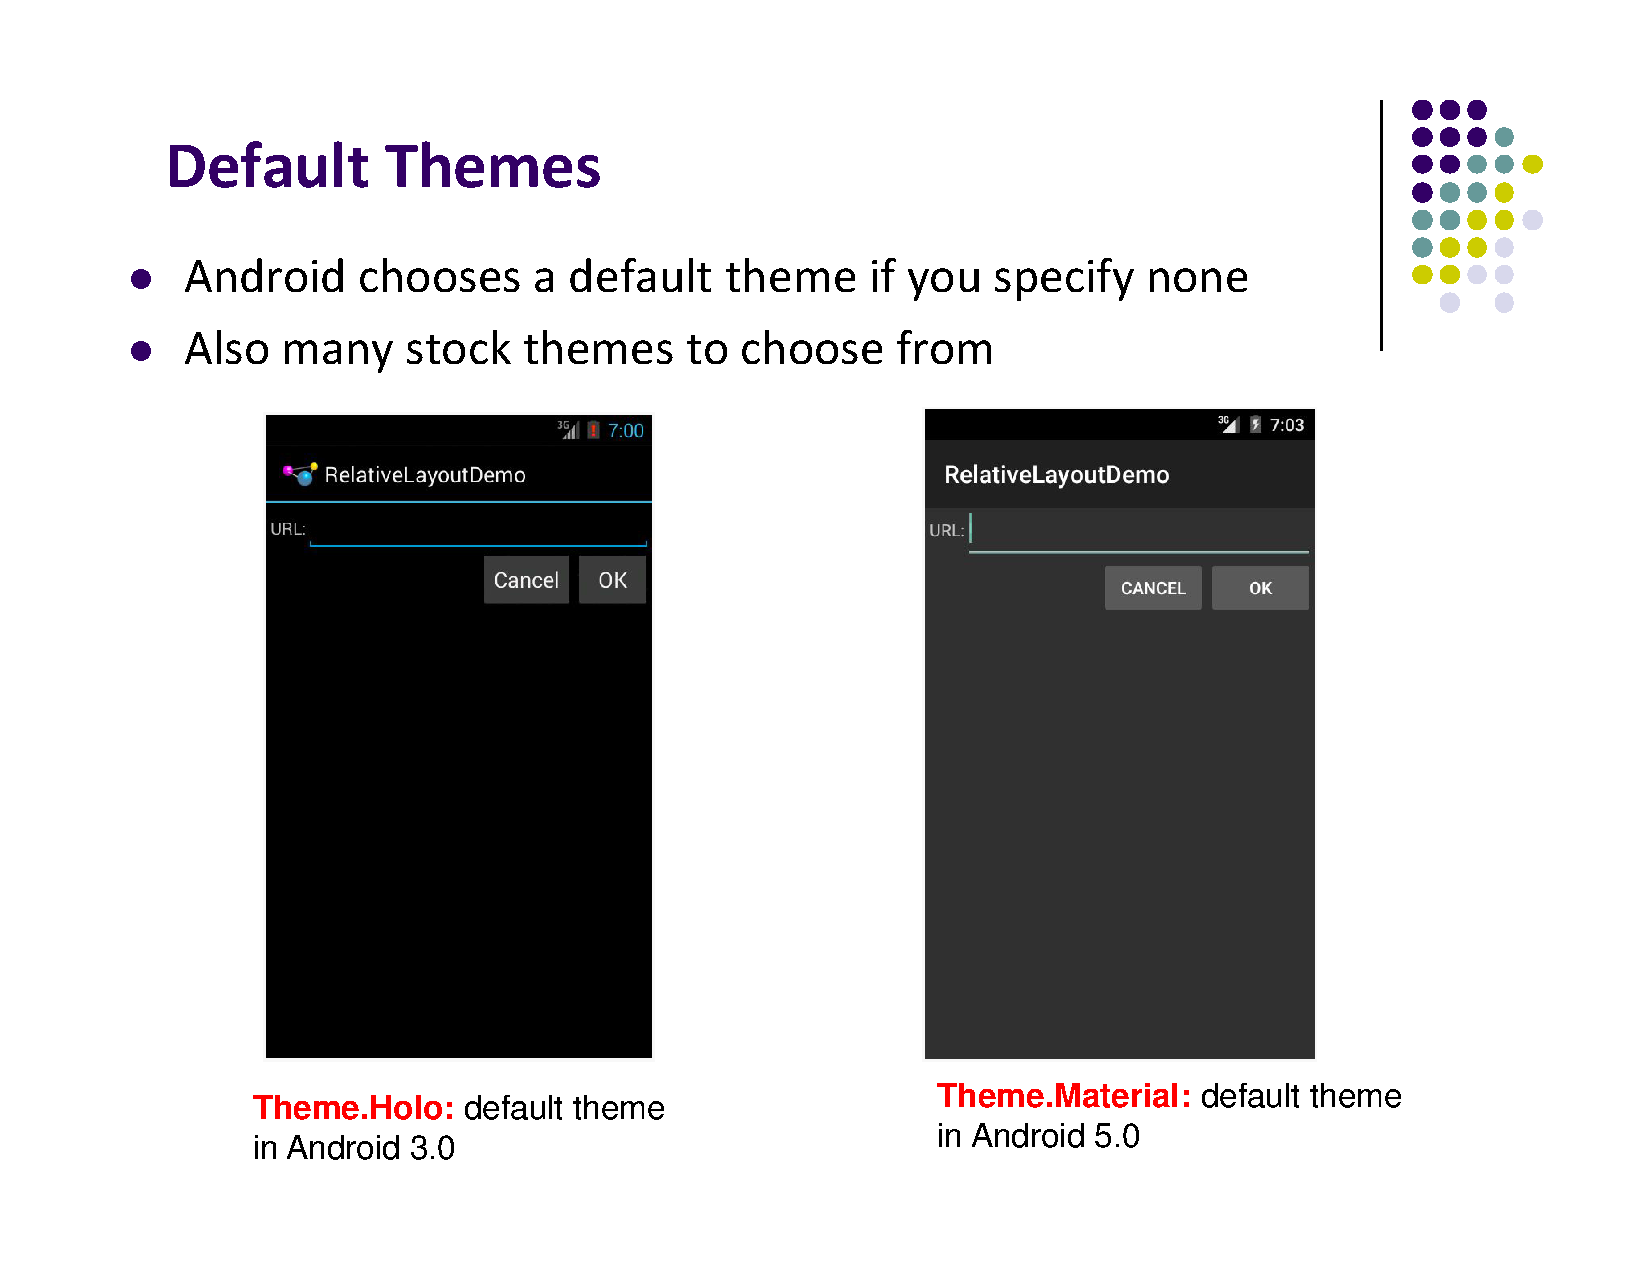 Default Themes
Android chooses a default theme if you specify none
Also many stock themes to choose from
3G 7:00
RelativeLayoutDemo
URL:
Cancel OK
Theme.Holo: default theme
in Android 3.0
3G 7:03
RelativeLayoutDemo
URL:
CANCEL OK
Theme.Material: default theme
in Android 5.0